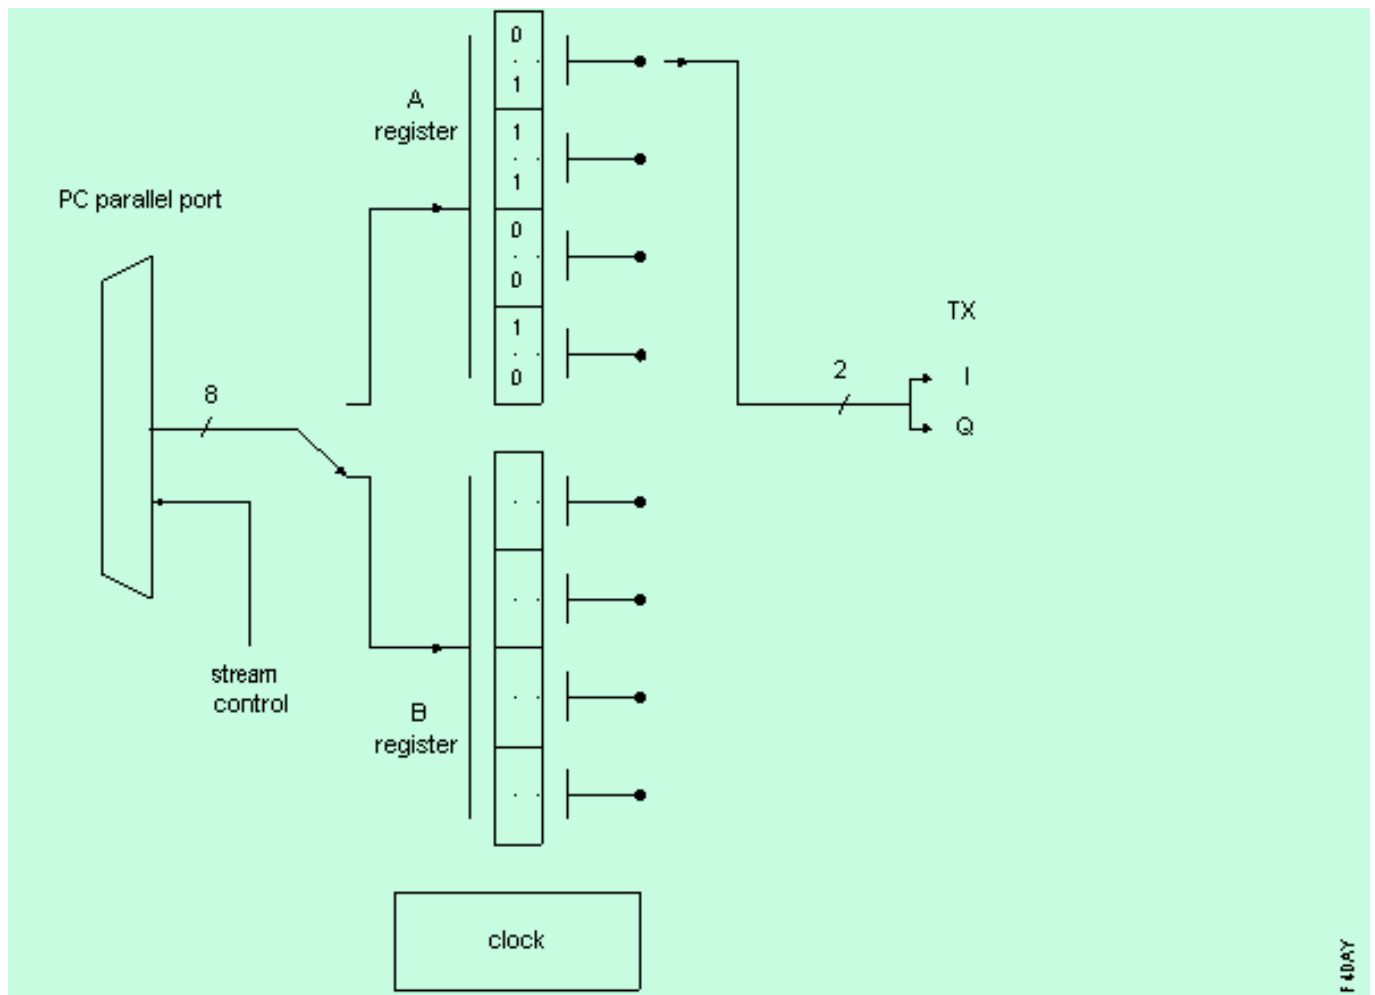 0
1
A
register
1
1
PC parallel port
0
0
TX
1
0
2
I
8
Q
stream
control
B
register
clock
F4DAY